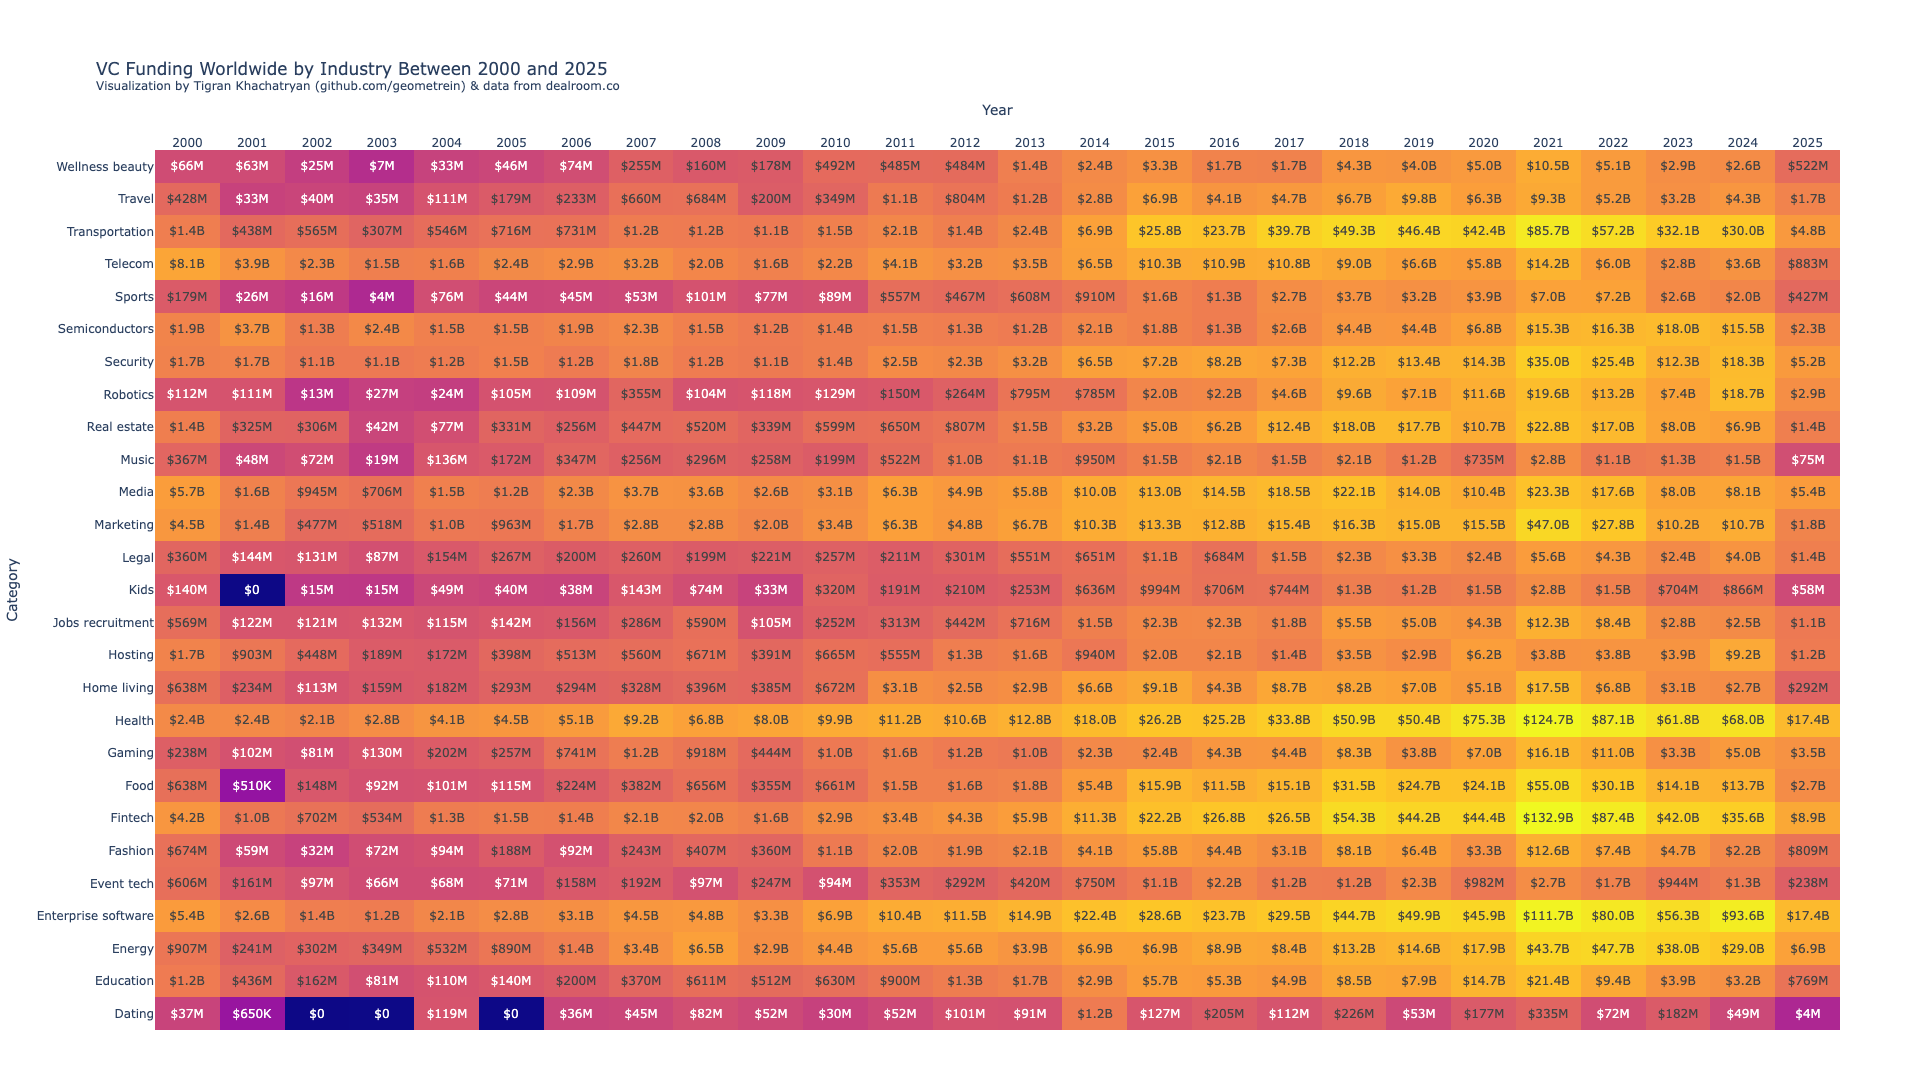 VC Funding Worldwide by Industry Between 2000 and 2025
Visualization by Tigran Khachatryan (github.com/geometrein) & data from dealroom.co
Year
2000 2001 2002 2003 2004 2005 2006 2007 2008 2009 2010 2011 2012 2013 2014 2015 2016 2017 2018 2019 2020 2021 2022 2023 2024 2025
Category
Wellness beauty $66M $63M $25M $7M $33M $46M $74M $255M $160M $178M $492M $485M $484M $1.4B $2.4B $3.3B $1.7B $1.7B $4.3B $4.0B $5.0B $10.5B $5.1B $2.9B $2.6B $522M
Travel $428M $33M $40M $35M $111M $179M $233M $660M $684M $200M $349M $1.1B $804M $1.2B $2.8B $6.9B $4.1B $4.7B $6.7B $9.8B $6.3B $9.3B $5.2B $3.2B $4.3B $1.7B
Transportation $1.4B $438M $565M $307M $546M $716M $731M $1.2B $1.2B $1.1B $1.5B $2.1B $1.4B $2.4B $6.9B $25.8B $23.7B $39.7B $49.3B $46.4B $42.4B $85.7B $57.2B $32.1B $30.0B $4.8B
Telecom $8.1B $3.9B $2.3B $1.5B $1.6B $2.4B $2.9B $3.2B $2.0B $1.6B $2.2B $4.1B $3.2B $3.5B $6.5B $10.3B $10.9B $10.8B $9.0B $6.6B $5.8B $14.2B $6.0B $2.8B $3.6B $883M
Sports $179M $26M $16M $4M $76M $44M $45M $53M $101M $77M $89M $557M $467M $608M $910M $1.6B $1.3B $2.7B $3.7B $3.2B $3.9B $7.0B $7.2B $2.6B $2.0B $427M
Semiconductors $1.9B $3.7B $1.3B $2.4B $1.5B $1.5B $1.9B $2.3B $1.5B $1.2B $1.4B $1.5B $1.3B $1.2B $2.1B $1.8B $1.3B $2.6B $4.4B $4.4B $6.8B $15.3B $16.3B $18.0B $15.5B $2.3B
Security $1.7B $1.7B $1.1B $1.1B $1.2B $1.5B $1.2B $1.8B $1.2B $1.1B $1.4B $2.5B $2.3B $3.2B $6.5B $7.2B $8.2B $7.3B $12.2B $13.4B $14.3B $35.0B $25.4B $12.3B $18.3B $5.2B
Robotics $112M $111M $13M $27M $24M $105M $109M $355M $104M $118M $129M $150M $264M $795M $785M $2.0B $2.2B $4.6B $9.6B $7.1B $11.6B $19.6B $13.2B $7.4B $18.7B $2.9B
Real estate $1.4B $325M $306M $42M $77M $331M $256M $447M $520M $339M $599M $650M $807M $1.5B $3.2B $5.0B $6.2B $12.4B $18.0B $17.7B $10.7B $22.8B $17.0B $8.0B $6.9B $1.4B
Music $367M $48M $72M $19M $136M $172M $347M $256M $296M $258M $199M $522M $1.0B $1.1B $950M $1.5B $2.1B $1.5B $2.1B $1.2B $735M $2.8B $1.1B $1.3B $1.5B $75M
Media $5.7B $1.6B $945M $706M $1.5B $1.2B $2.3B $3.7B $3.6B $2.6B $3.1B $6.3B $4.9B $5.8B $10.0B $13.0B $14.5B $18.5B $22.1B $14.0B $10.4B $23.3B $17.6B $8.0B $8.1B $5.4B
Marketing $4.5B $1.4B $477M $518M $1.0B $963M $1.7B $2.8B $2.8B $2.0B $3.4B $6.3B $4.8B $6.7B $10.3B $13.3B $12.8B $15.4B $16.3B $15.0B $15.5B $47.0B $27.8B $10.2B $10.7B $1.8B
Legal $360M $144M $131M $87M $154M $267M $200M $260M $199M $221M $257M $211M $301M $551M $651M $1.1B $684M $1.5B $2.3B $3.3B $2.4B $5.6B $4.3B $2.4B $4.0B $1.4B
Kids $140M $0 $15M $15M $49M $40M $38M $143M $74M $33M $320M $191M $210M $253M $636M $994M $706M $744M $1.3B $1.2B $1.5B $2.8B $1.5B $704M $866M $58M
Jobs recruitment $569M $122M $121M $132M $115M $142M $156M $286M $590M $105M $252M $313M $442M $716M $1.5B $2.3B $2.3B $1.8B $5.5B $5.0B $4.3B $12.3B $8.4B $2.8B $2.5B $1.1B
Hosting $1.7B $903M $448M $189M $172M $398M $513M $560M $671M $391M $665M $555M $1.3B $1.6B $940M $2.0B $2.1B $1.4B $3.5B $2.9B $6.2B $3.8B $3.8B $3.9B $9.2B $1.2B
Home living $638M $234M $113M $159M $182M $293M $294M $328M $396M $385M $672M $3.1B $2.5B $2.9B $6.6B $9.1B $4.3B $8.7B $8.2B $7.0B $5.1B $17.5B $6.8B $3.1B $2.7B $292M
Health $2.4B $2.4B $2.1B $2.8B $4.1B $4.5B $5.1B $9.2B $6.8B $8.0B $9.9B $11.2B $10.6B $12.8B $18.0B $26.2B $25.2B $33.8B $50.9B $50.4B $75.3B $124.7B $87.1B $61.8B $68.0B $17.4B
Gaming $238M $102M $81M $130M $202M $257M $741M $1.2B $918M $444M $1.0B $1.6B $1.2B $1.0B $2.3B $2.4B $4.3B $4.4B $8.3B $3.8B $7.0B $16.1B $11.0B $3.3B $5.0B $3.5B
Food $638M $510K $148M $92M $101M $115M $224M $382M $656M $355M $661M $1.5B $1.6B $1.8B $5.4B $15.9B $11.5B $15.1B $31.5B $24.7B $24.1B $55.0B $30.1B $14.1B $13.7B $2.7B
Fintech $4.2B $1.0B $702M $534M $1.3B $1.5B $1.4B $2.1B $2.0B $1.6B $2.9B $3.4B $4.3B $5.9B $11.3B $22.2B $26.8B $26.5B $54.3B $44.2B $44.4B $132.9B $87.4B $42.0B $35.6B $8.9B
Fashion $674M $59M $32M $72M $94M $188M $92M $243M $407M $360M $1.1B $2.0B $1.9B $2.1B $4.1B $5.8B $4.4B $3.1B $8.1B $6.4B $3.3B $12.6B $7.4B $4.7B $2.2B $809M
Event tech $606M $161M $97M $66M $68M $71M $158M $192M $97M $247M $94M $353M $292M $420M $750M $1.1B $2.2B $1.2B $1.2B $2.3B $982M $2.7B $1.7B $944M $1.3B $238M
Enterprise software $5.4B $2.6B $1.4B $1.2B $2.1B $2.8B $3.1B $4.5B $4.8B $3.3B $6.9B $10.4B $11.5B $14.9B $22.4B $28.6B $23.7B $29.5B $44.7B $49.9B $45.9B $111.7B $80.0B $56.3B $93.6B $17.4B
Energy $907M $241M $302M $349M $532M $890M $1.4B $3.4B $6.5B $2.9B $4.4B $5.6B $5.6B $3.9B $6.9B $6.9B $8.9B $8.4B $13.2B $14.6B $17.9B $43.7B $47.7B $38.0B $29.0B $6.9B
Education $1.2B $436M $162M $81M $110M $140M $200M $370M $611M $512M $630M $900M $1.3B $1.7B $2.9B $5.7B $5.3B $4.9B $8.5B $7.9B $14.7B $21.4B $9.4B $3.9B $3.2B $769M
Dating $37M $650K $0 $0 $119M $0 $36M $45M $82M $52M $30M $52M $101M $91M $1.2B $127M $205M $112M $226M $53M $177M $335M $72M $182M $49M $4M